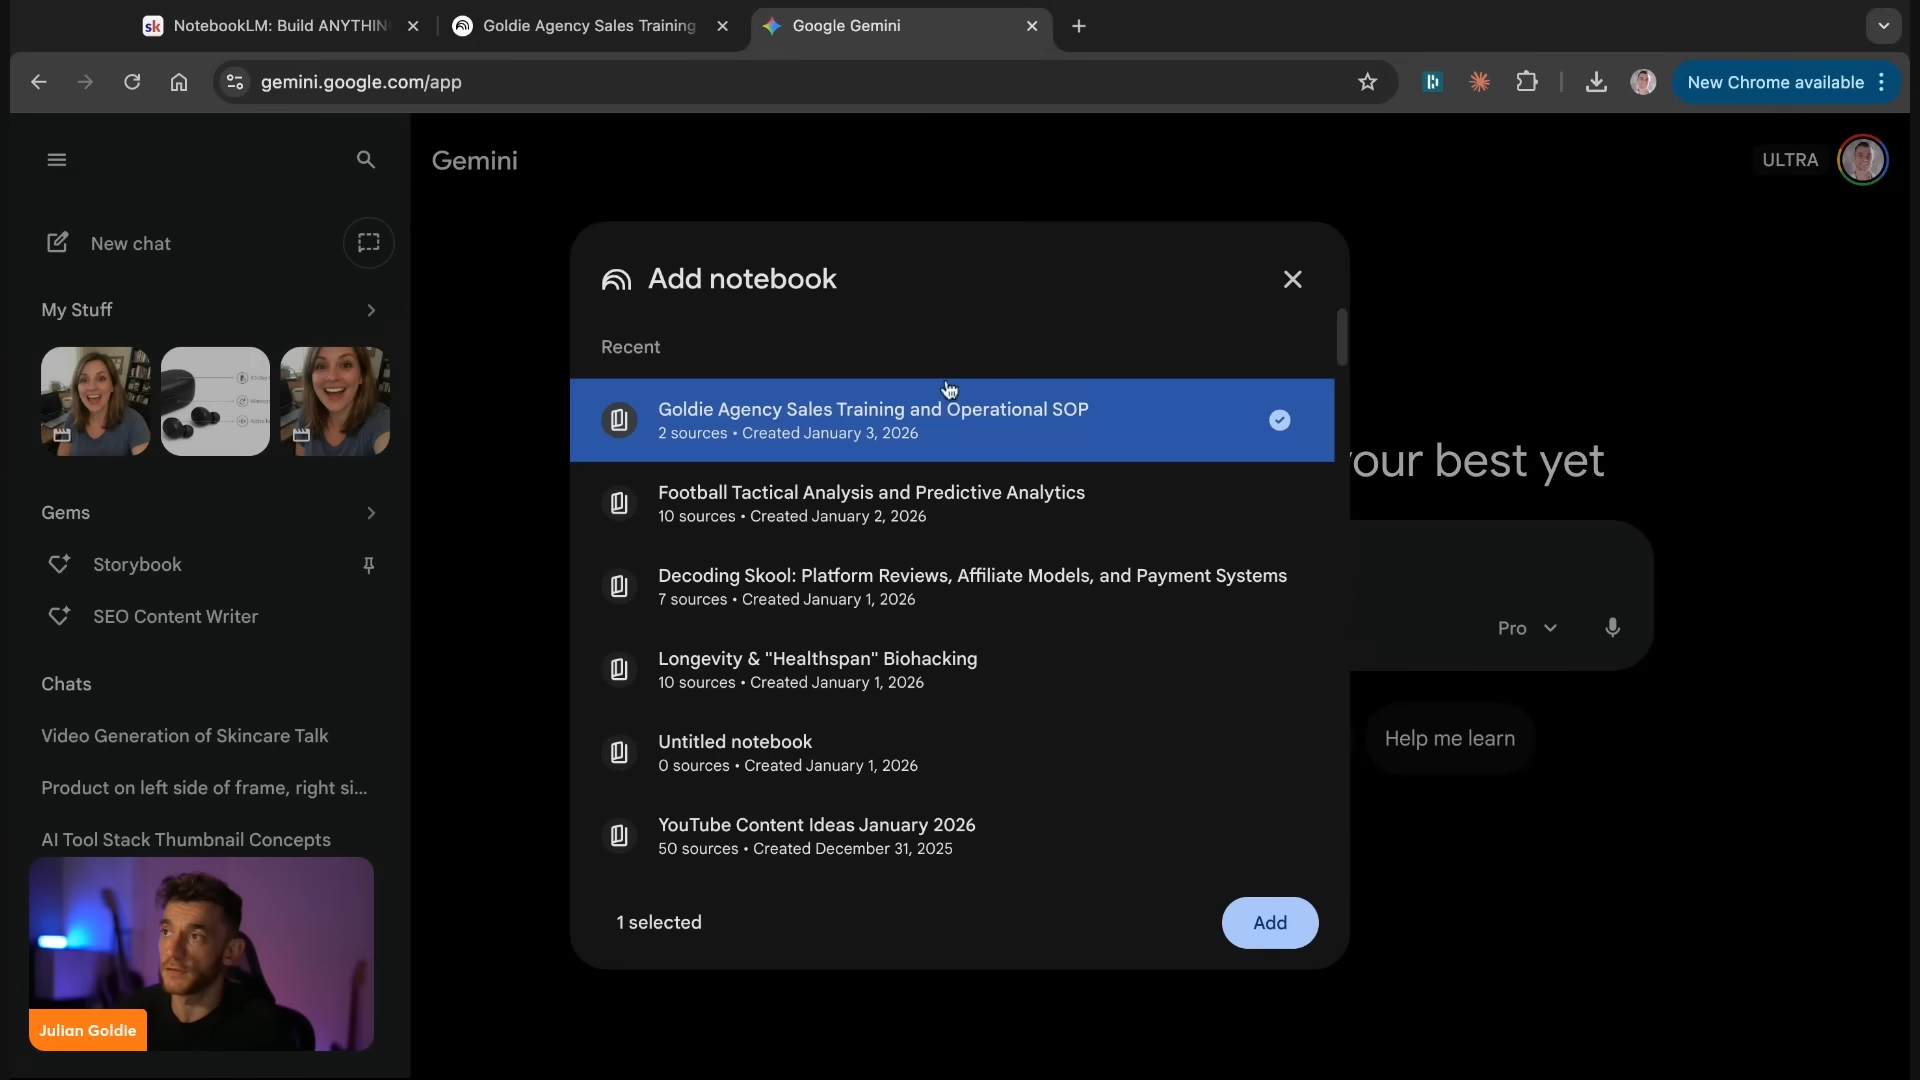 sk NotebookLM: Build ANYTHIN
Goldie Agency Sales Training
Google Gemini
gemini.google.com/app
New Chrome available
Gemini
ULTRA
New chat
My Stuff
Gems
Storybook
SEO Content Writer
Chats
Video Generation of Skincare Talk
Product on left side of frame, right si...
AI Tool Stack Thumbnail Concepts
Julian Goldie
Add notebook
Recent
Goldie Agency Sales Training and Operational SOP
2 sources • Created January 3, 2026
Football Tactical Analysis and Predictive Analytics
10 sources • Created January 2, 2026
Decoding Skool: Platform Reviews, Affiliate Models, and Payment Systems
7 sources • Created January 1, 2026
Longevity & "Healthspan" Biohacking
10 sources • Created January 1, 2026
Untitled notebook
0 sources • Created January 1, 2026
YouTube Content Ideas January 2026
50 sources • Created December 31, 2025
1 selected
Add
our best yet
Pro
Help me learn